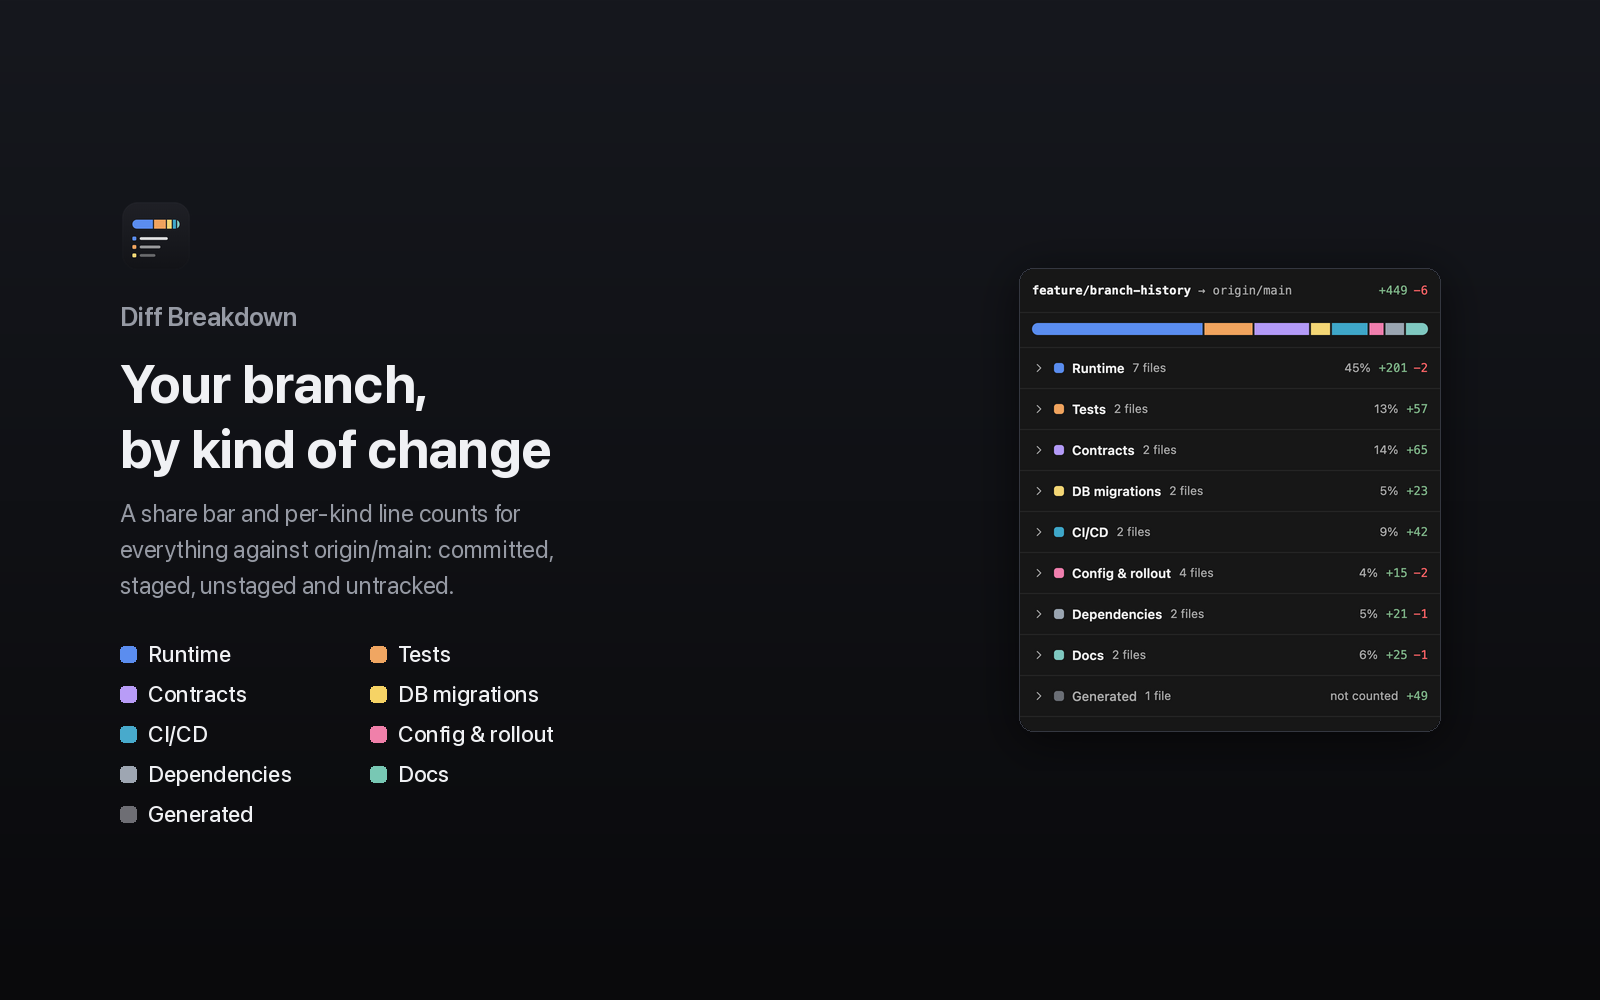 Diff Breakdown
Your branch,
by kind of change
A share bar and per-kind line counts for
everything against origin/main: committed,
staged, unstaged and untracked.
Runtime
Tests
Contracts
DB migrations
CI/CD
Config & rollout
Dependencies
Docs
Generated
feature/branch-history → origin/main +449 −6
Runtime 7 files 45% +201 −2
Tests 2 files 13% +57
Contracts 2 files 14% +65
DB migrations 2 files 5% +23
CI/CD 2 files 9% +42
Config & rollout 4 files 4% +15 −2
Dependencies 2 files 5% +21 −1
Docs 2 files 6% +25 −1
Generated 1 file not counted +49